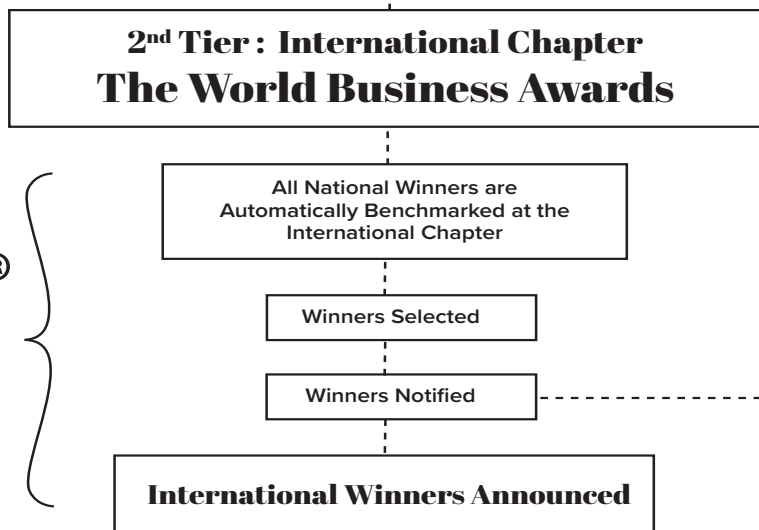 2nd Tier : International Chapter
The World Business Awards
All National Winners are
Automatically Benchmarked at the
International Chapter
®
Winners Selected
Winners Notified
International Winners Announced